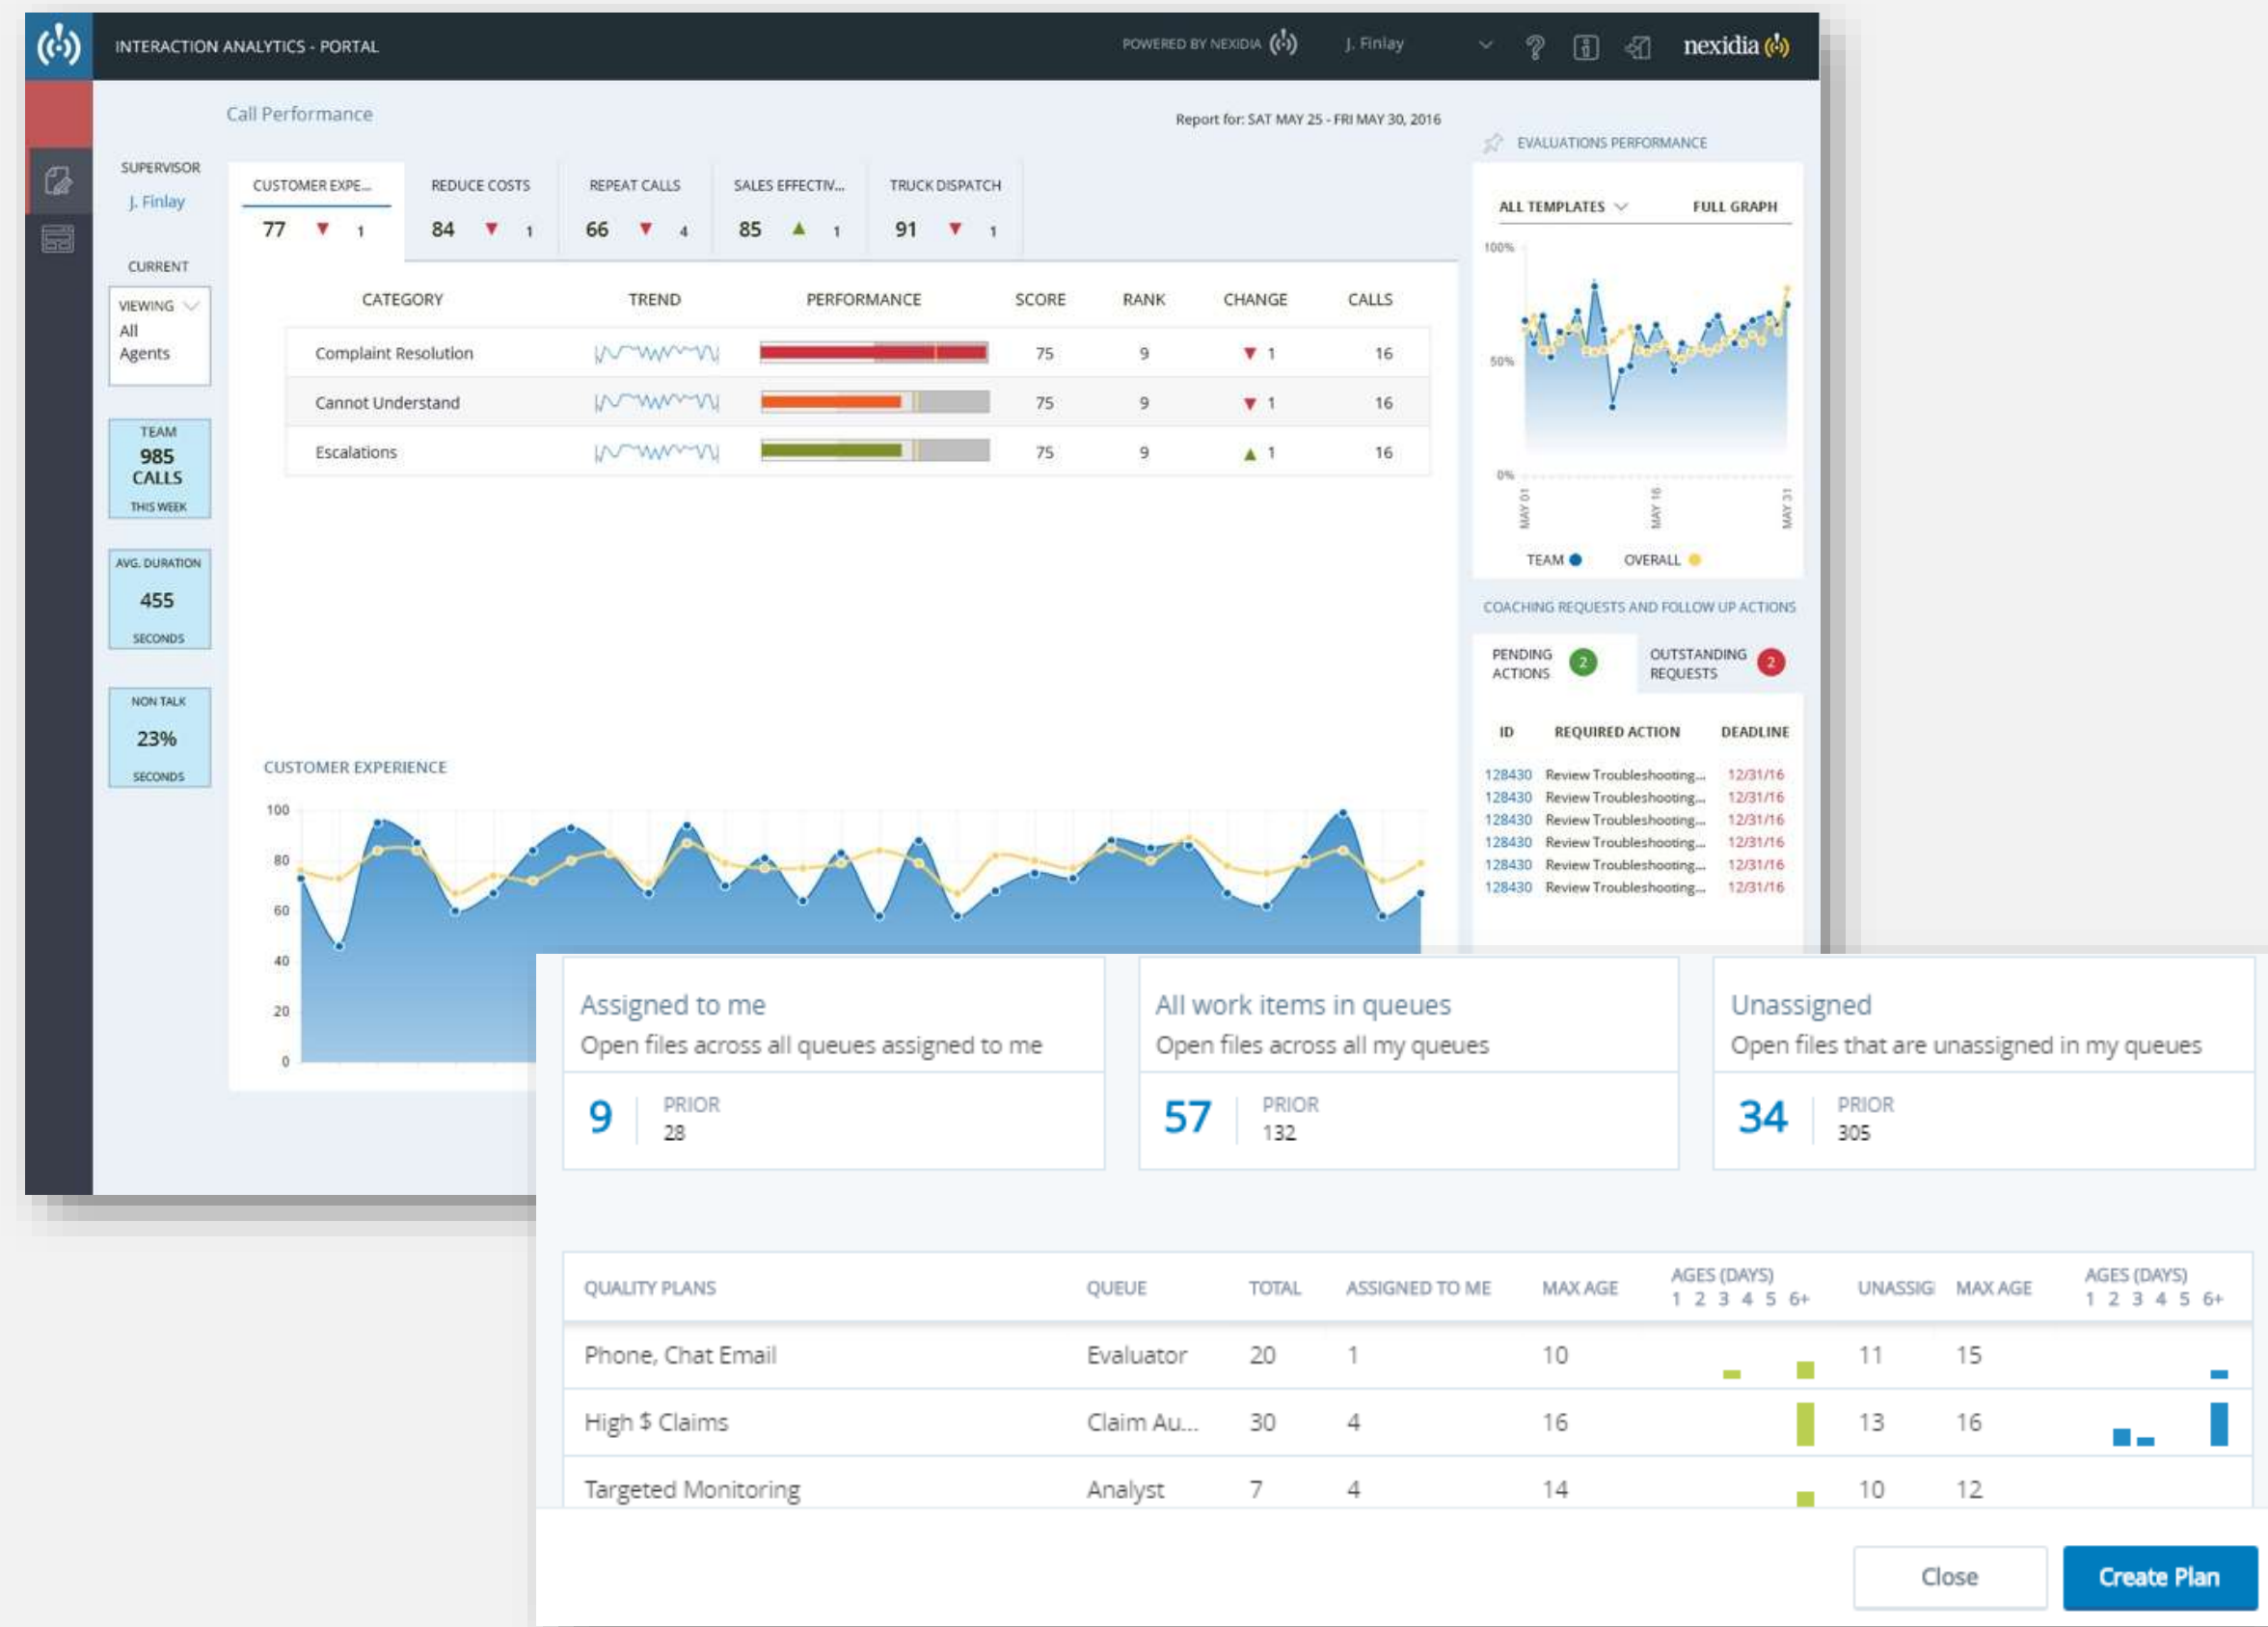 INTERACTION ANALYTICS - PORTAL
POWERED BY NEXIDIA
J. Finlay
nexidia
Call Performance
Report for: SAT MAY 25 - FRI MAY 30, 2016
SUPERVISOR
J. Finlay
CURRENT
VIEWING
All
Agents
TEAM
985
CALLS
THIS WEEK
AVG. DURATION
455
SECONDS
NON TALK
23%
SECONDS
CUSTOMER EXPE... REDUCE COSTS REPEAT CALLS SALES EFFECTIV... TRUCK DISPATCH
77 ▼ 1 84 ▼ 1 66 ▼ 4 85 ▲ 1 91 ▼ 1
CATEGORY TREND PERFORMANCE SCORE RANK CHANGE CALLS
Complaint Resolution 75 9 ▼ 1 16
Cannot Understand 75 9 ▼ 1 16
Escalations 75 9 ▲ 1 16
CUSTOMER EXPERIENCE
100
80
60
40
20
0
EVALUATIONS PERFORMANCE
ALL TEMPLATES FULL GRAPH
100%
50%
0%
MAY 01 MAY 16 MAY 31
TEAM OVERALL
COACHING REQUESTS AND FOLLOW UP ACTIONS
PENDING
ACTIONS
2
OUTSTANDING
REQUESTS
2
ID REQUIRED ACTION DEADLINE
128430 Review Troubleshooting... 12/31/16
128430 Review Troubleshooting... 12/31/16
128430 Review Troubleshooting... 12/31/16
128430 Review Troubleshooting... 12/31/16
128430 Review Troubleshooting... 12/31/16
128430 Review Troubleshooting... 12/31/16
Assigned to me
Open files across all queues assigned to me
9
PRIOR
28
All work items in queues
Open files across all my queues
57
PRIOR
132
Unassigned
Open files that are unassigned in my queues
34
PRIOR
305
QUALITY PLANS QUEUE TOTAL ASSIGNED TO ME MAX AGE AGES (DAYS) UNASSIG MAX AGE AGES (DAYS)
1 2 3 4 5 6+ 1 2 3 4 5 6+
Phone, Chat Email Evaluator 20 1 10 11 15
High $ Claims Claim Au... 30 4 16 13 16
Targeted Monitoring Analyst 7 4 14 10 12
Close
Create Plan